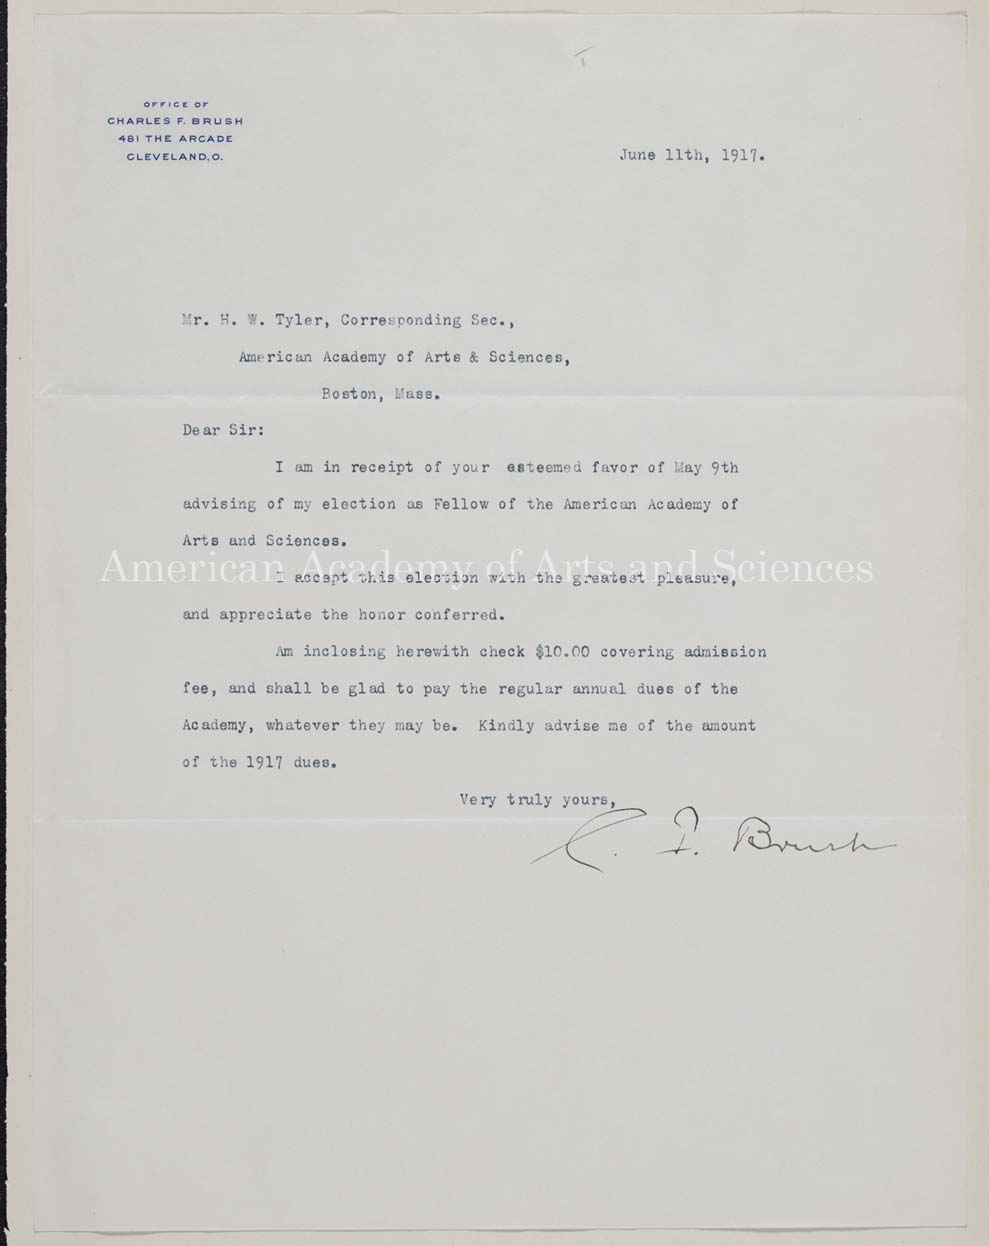 OFFICE OF
CHARLES F. BRUSH
481 THE ARCADE
CLEVELAND, O.
June 11th, 1917.
Mr. H. W. Tyler, Corresponding Sec.,
American Academy of Arts & Sciences,
Boston, Mass.
Dear Sir:
I am in receipt of your esteemed favor of May 9th
advising of my election as Fellow of the American Academy of
Arts and Sciences.
American Academy of Arts and Sciences
I accept this election with the greatest pleasure,
and appreciate the honor conferred.
Am inclosing herewith check $10.00 covering admission
fee, and shall be glad to pay the regular annual dues of the
Academy, whatever they may be. Kindly advise me of the amount
of the 1917 dues.
Very truly yours,
C. F. Brush